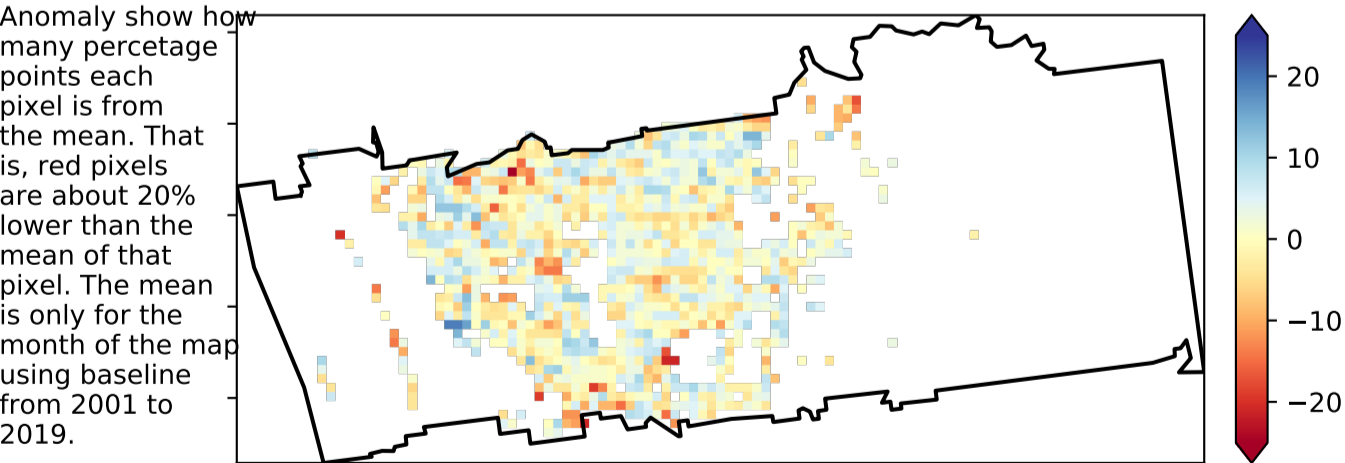 Anomaly show how
many percetage
points each
pixel is from
the mean. That
is, red pixels
are about 20%
lower than the
mean of that
pixel. The mean
is only for the
month of the map
using baseline
from 2001 to
2019.
20
10
0
−10
−20